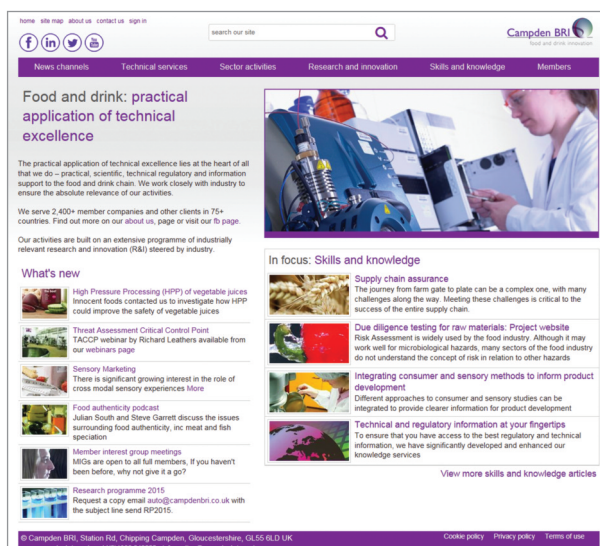 home site map about us contact us sign in
search our site
Campden BRI
food and drink innovation
News channels Technical services Sector activities Research and innovation Skills and knowledge Members
Food and drink: practical
application of technical
excellence
The practical application of technical excellence lies at the heart of all
that we do – practical, scientific, technical regulatory and information
support to the food and drink chain. We work closely with industry to
ensure the absolute relevance of our activities.
We serve 2,400+ member companies and other clients in 75+
countries. Find out more on our about us, page or visit our fb page.
Our activities are built on an extensive programme of industrially
relevant research and innovation (R&I) steered by industry.
What's new
High Pressure Processing (HPP) of vegetable juices
Innocent foods contacted us to investigate how HPP
could improve the safety of vegetable juices
Threat Assessment Critical Control Point
TACCP webinar by Richard Leathers available from
our webinars page
Sensory Marketing
There is significant growing interest in the role of
cross modal sensory experiences More
Food authenticity podcast
Julian South and Steve Garrett discuss the issues
surrounding food authenticity, inc meat and fish
speciation
Member interest group meetings
MIGs are open to all full members, If you haven't
been before, why not give it a go?
Research programme 2015
Request a copy email auto@campdenbri.co.uk with
the subject line send RP2015.
In focus: Skills and knowledge
Supply chain assurance
The journey from farm gate to plate can be a complex one, with many
challenges along the way. Meeting these challenges is critical to the
success of the entire supply chain.
Due diligence testing for raw materials: Project website
Risk Assessment is widely used by the food industry. Although it may
work well for microbiological hazards, many sectors of the food industry
do not understand the concept of risk in relation to other hazards
Integrating consumer and sensory methods to inform product
development
Different approaches to consumer and sensory studies can be
integrated to provide clearer information for product development
Technical and regulatory information at your fingertips
To ensure that you have access to the best regulatory and technical
information, we have significantly developed and enhanced our
knowledge services
View more skills and knowledge articles
© Campden BRI, Station Rd, Chipping Campden, Gloucestershire, GL55 6LD UK
Cookie policy Privacy policy Terms of use